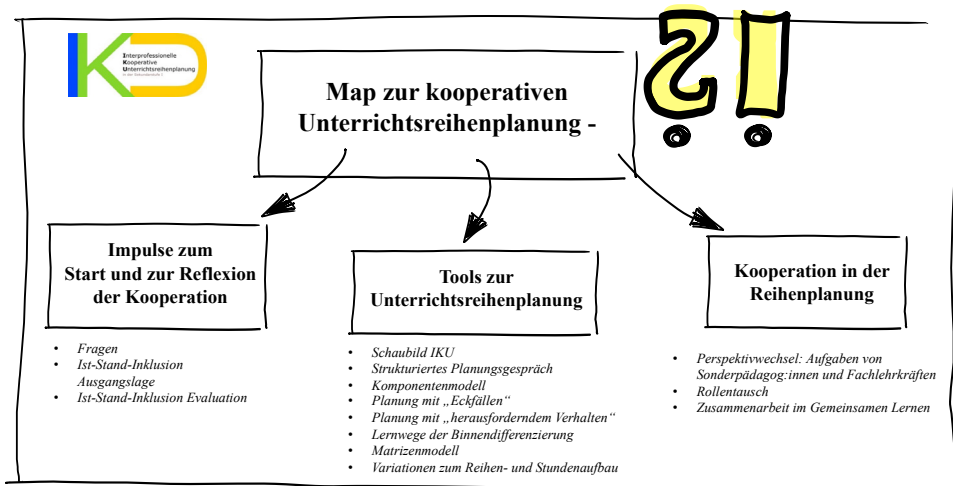 Interprofessionelle
Kooperative
Unterrichtsreihenplanung
in der Sekundarstufe I
Map zur kooperativen
Unterrichtsreihenplanung -
?!
Impulse zum
Start und zur Reflexion
der Kooperation
• Fragen
• Ist-Stand-Inklusion
Ausgangslage
• Ist-Stand-Inklusion Evaluation
Tools zur
Unterrichtsreihenplanung
• Schaubild IKU
• Strukturiertes Planungsgespräch
• Komponentenmodell
• Planung mit „Eckfällen“
• Planung mit „herausforderndem Verhalten“
• Lernwege der Binnendifferenzierung
• Matrizenmodell
• Variationen zum Reihen- und Stundenaufbau
Kooperation in der
Reihenplanung
• Perspektivwechsel: Aufgaben von
Sonderpädagog:innen und Fachlehrkräften
• Rollentausch
• Zusammenarbeit im Gemeinsamen Lernen